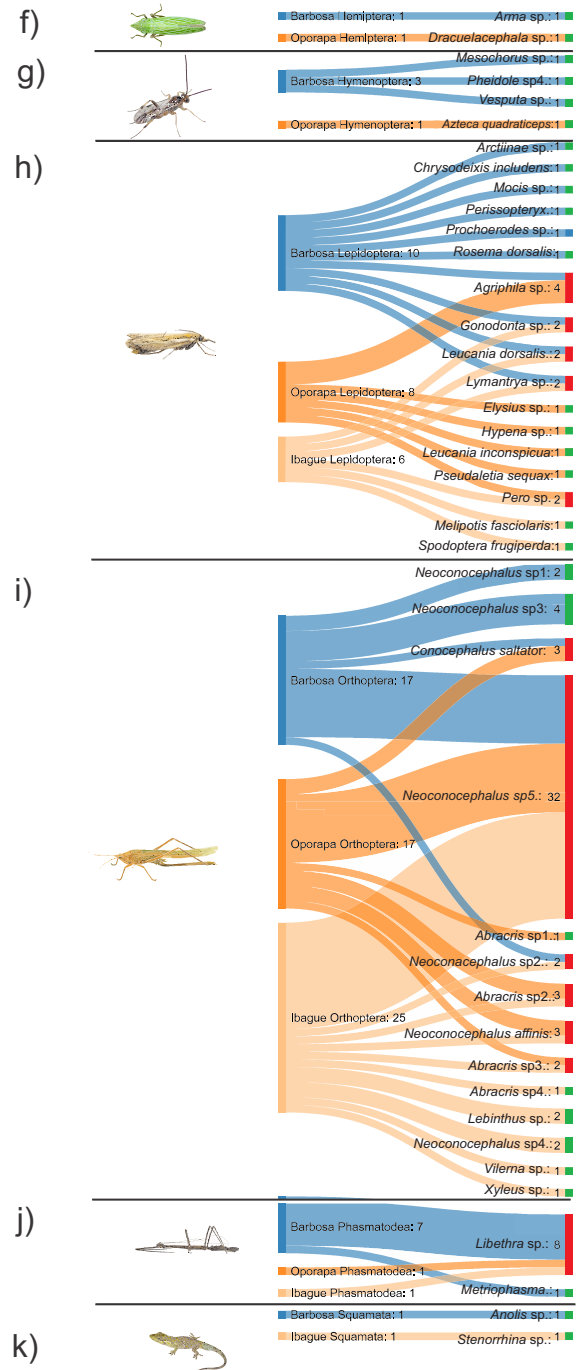 f)
Barbosa Hemiptera: 1
Arma sp.: 1
Oporapa Hemiptera: 1
Dracuelacephala sp.: 1
g)
Mesochorus sp.: 1
Barbosa Hymenoptera: 3
Pheidole sp4.: 1
Vesputa sp.: 1
Oporapa Hymenoptera: 1
Azteca quadraticeps: 1
h)
Arctiinae sp.: 1
Chrysodeixis includens: 1
Mocis sp.: 1
Perissopteryx.: 1
Prochoerodes sp.: 1
Barbosa Lepidoptera: 10
Rosema dorsalis: 1
Agriphila sp.: 4
Gonodonta sp.: 2
Leucania dorsalis.: 2
Lymantrya sp.: 2
Oporapa Lepidoptera: 8
Elysius sp.: 1
Hypena sp.: 1
Leucania inconspicua: 1
Ibague Lepidoptera: 6
Pseudaletia sequax: 1
Pero sp. 2
Melipotis fasciolaris: 1
Spodoptera frugiperda: 1
i)
Neoconocephalus sp1: 2
Neoconocephalus sp3: 4
Conocephalus saltator: 3
Barbosa Orthoptera: 17
Neoconocephalus sp5.: 32
Oporapa Orthoptera: 17
Abracris sp1.: 1
Neoconacephalus sp2.: 2
Abracris sp2.: 3
Ibague Orthoptera: 25
Neoconocephalus affinis: 3
Abracris sp3.: 2
Abracris sp4.: 1
Lebinthus sp.: 2
Neoconocephalus sp4.: 2
Vilerna sp.: 1
Xyleus sp.: 1
j)
Barbosa Phasmatodea: 7
Libethra sp.: 8
Oporapa Phasmatodea: 1
Ibague Phasmatodea: 1
Metriophasma.: 1
k)
Barbosa Squamata: 1
Anolis sp.: 1
Ibague Squamata: 1
Stenorrhina sp.: 1